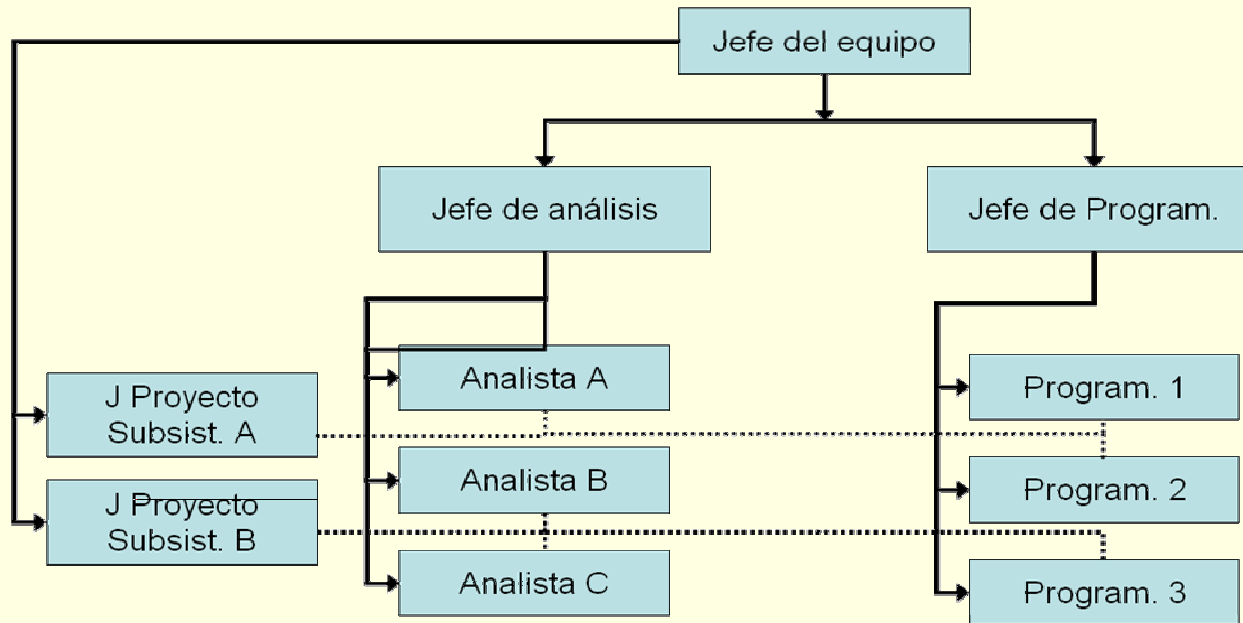 Jefe del equipo
Jefe de análisis
Jefe de Program.
J Proyecto
Subsist. A
J Proyecto
Subsist. B
Analista A
Analista B
Analista C
Program. 1
Program. 2
Program. 3